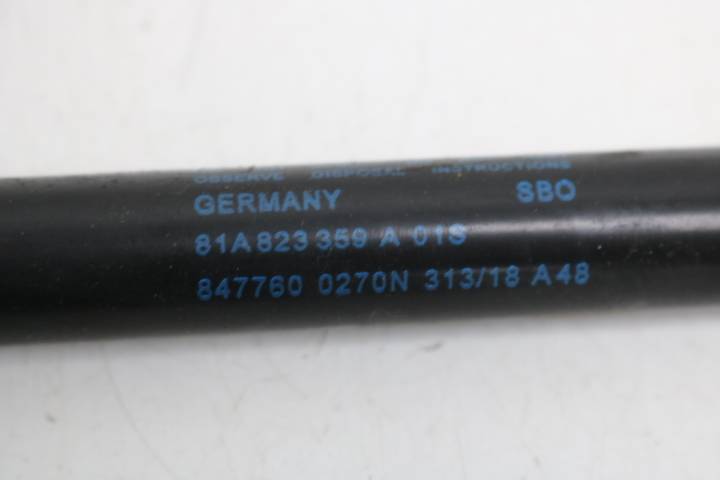 OBSERVE DISPOSAL INSTRUCTIONS
GERMANY SBO
81A 823 359 A 01S
847760 0270N 313/18 A48